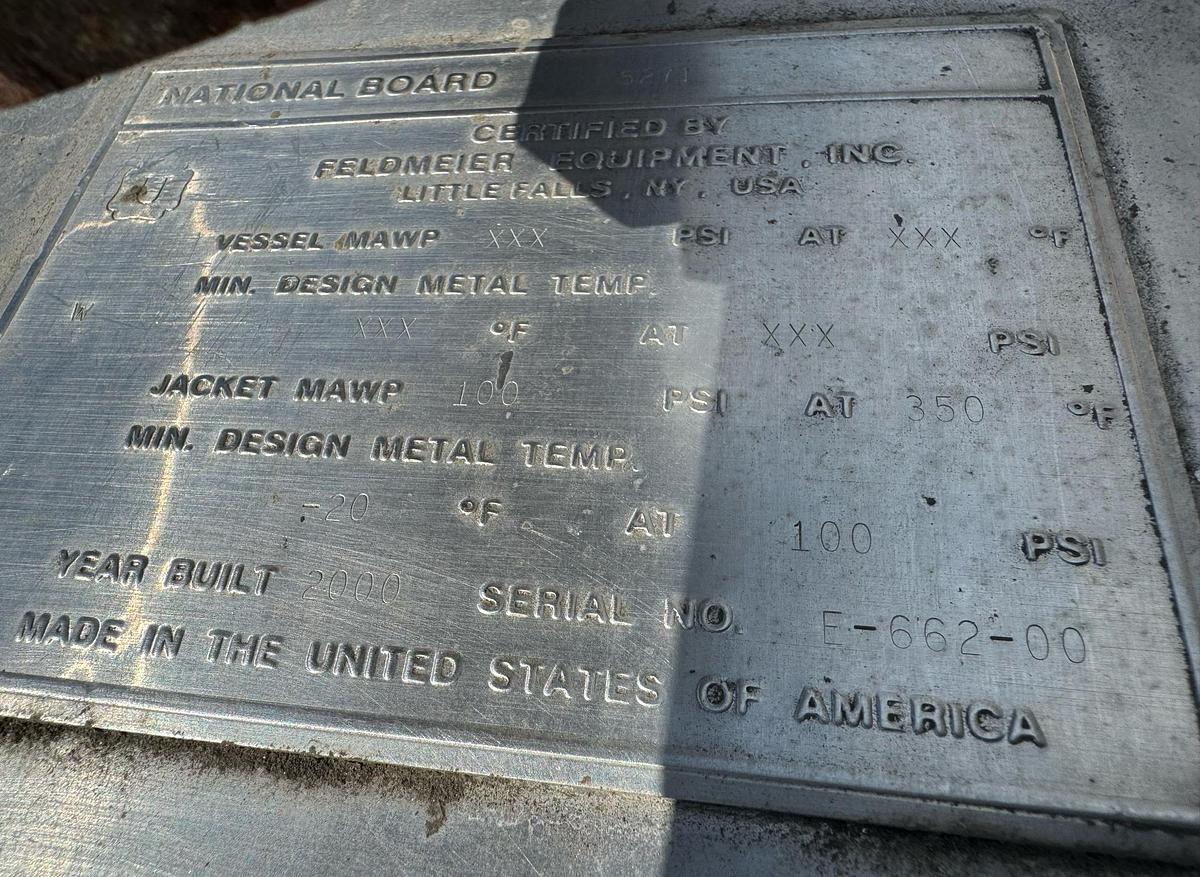 NATIONAL BOARD 5271
CERTIFIED BY
FELDMEIER EQUIPMENT, INC.
LITTLE FALLS, NY, USA
U
VESSEL MAWP XXX PSI AT XXX °F
MIN. DESIGN METAL TEMP.
W
XXX °F AT XXX PSI
JACKET MAWP 100 PSI AT 350 °F
MIN. DESIGN METAL TEMP.
-20 °F AT 100 PSI
YEAR BUILT 2000 SERIAL NO. E-662-00
MADE IN THE UNITED STATES OF AMERICA